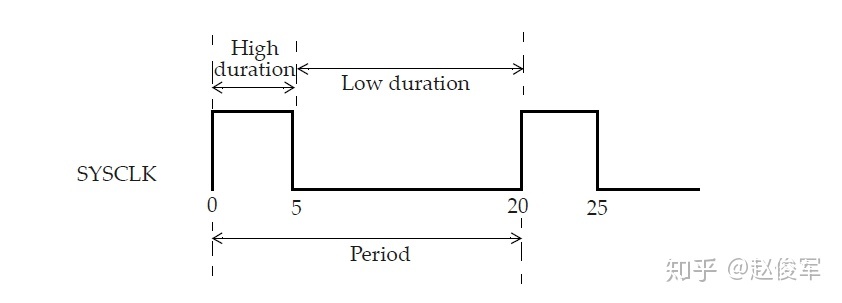 High
duration
Low duration
SYSCLK
0
5
20
25
Period
知乎 @赵俊军